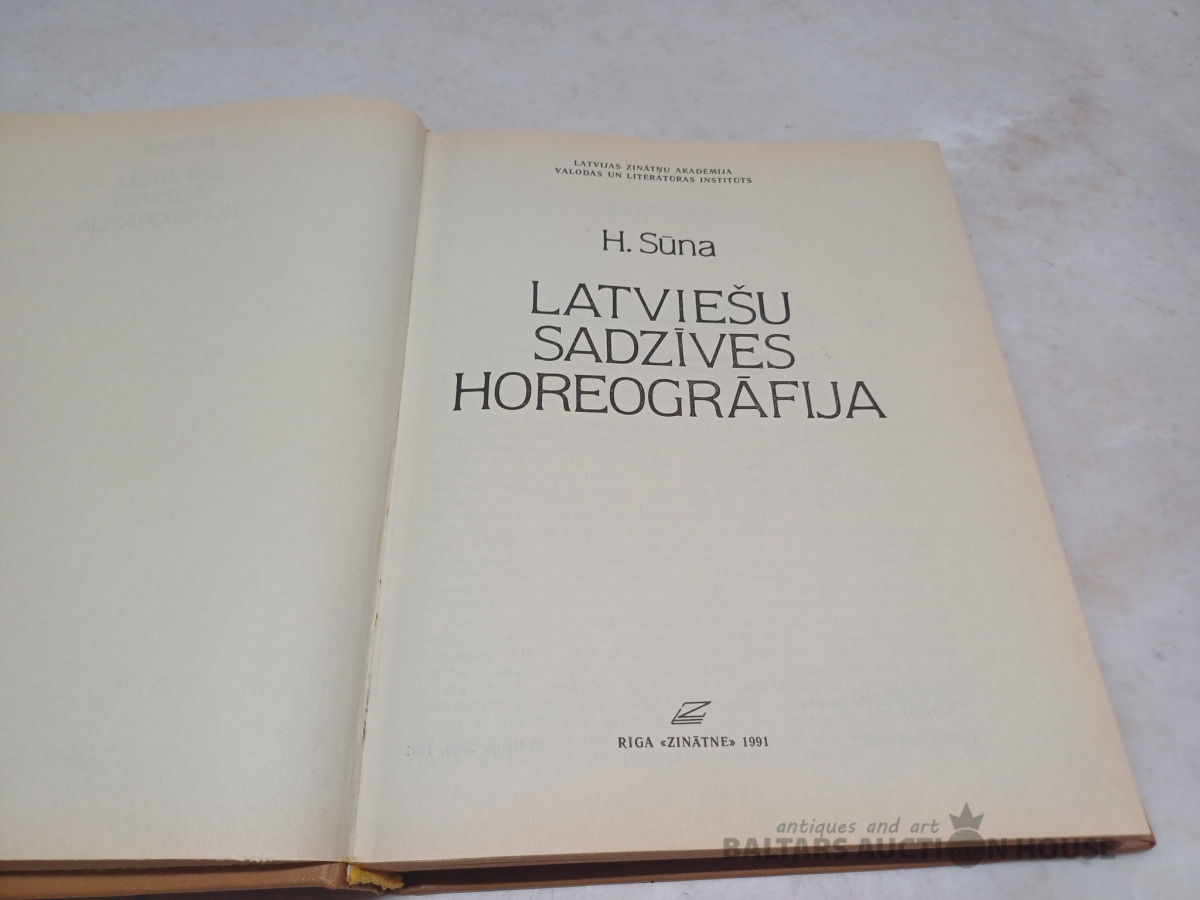 LATVIJAS ZINĀTŅU AKADĒMIJA
VALODAS UN LITERATŪRAS INSTITŪTS
H. Sūna
LATVIEŠU
SADZĪVES
HOREOGRĀFIJA
RĪGA «ZINĀTNE» 1991
antiques and art
BALTARS AUCTION HOUSE